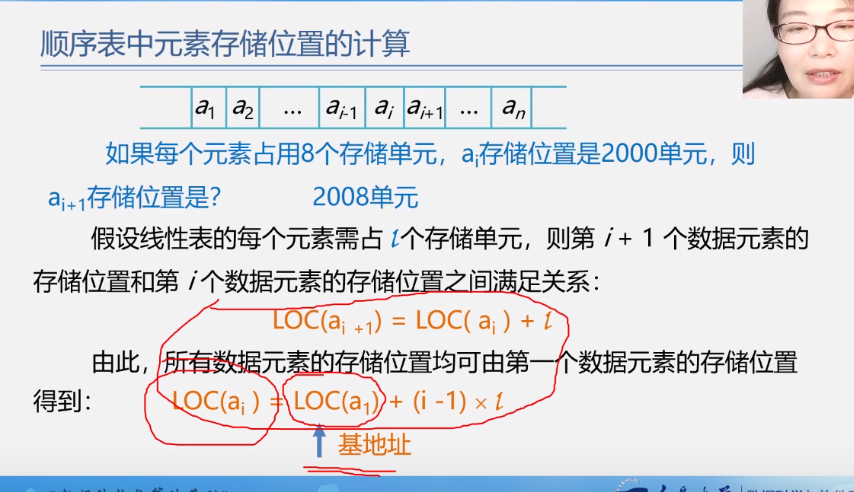 顺序表中元素存储位置的计算
a1 a2 … ai-1 ai ai+1 … an
如果每个元素占用8个存储单元，ai存储位置是2000单元，则
ai+1存储位置是? 2008单元
假设线性表的每个元素需占 l 个存储单元，则第 i + 1 个数据元素的
存储位置和第 i 个数据元素的存储位置之间满足关系：
LOC(ai +1) = LOC( ai ) + l
由此，所有数据元素的存储位置均可由第一个数据元素的存储位置
得到： LOC(ai ) = LOC(a1) + (i -1) × l
基地址